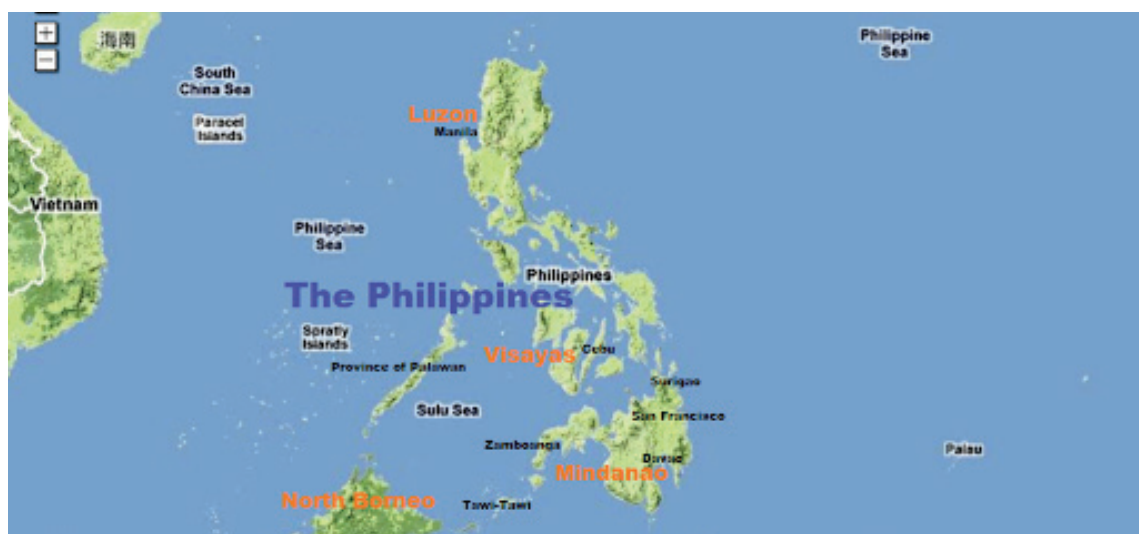 +
海南
−
Philippine
Sea
South
China Sea
Luzon
Manila
Paracel
Islands
Vietnam
Philippine
Sea
Philippines
The Philippines
Spratly
Islands
Visayas
Cebu
Province of Palawan
Surigao
Sulu Sea
San Francisco
Zamboanga
Palau
Davao
Mindanao
North Borneo
Tawi-Tawi